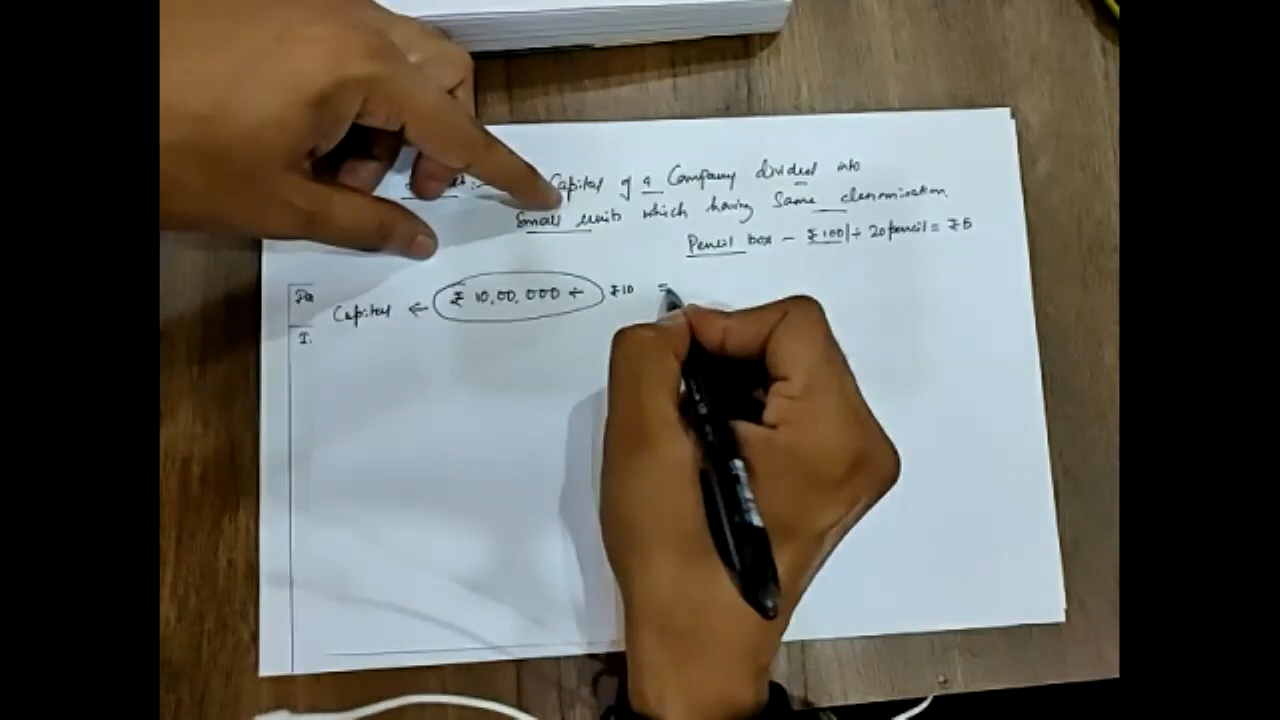 Capital of a Company divided into
Small units which having Same denomination
Pencil box - ₹100/÷ 20 pencil = ₹5
Capital ← ₹ 10,00,000 ÷ ₹10 =
I.